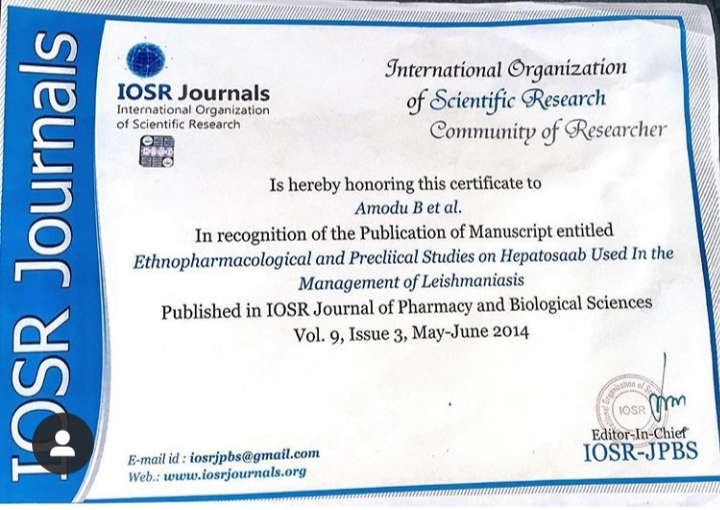 IOSR Journals
IOSR Journals
International Organization
of Scientific Research
International Organization
of Scientific Research
Community of Researcher
Is hereby honoring this certificate to
Amodu B et al.
In recognition of the Publication of Manuscript entitled
Ethnopharmacological and Precliical Studies on Hepatosaab Used In the
Management of Leishmaniasis
Published in IOSR Journal of Pharmacy and Biological Sciences
Vol. 9, Issue 3, May-June 2014
IOSR
Editor-In-Chief
IOSR-JPBS
E-mail id : iosrjpbs@gmail.com
Web.: www.iosrjournals.org